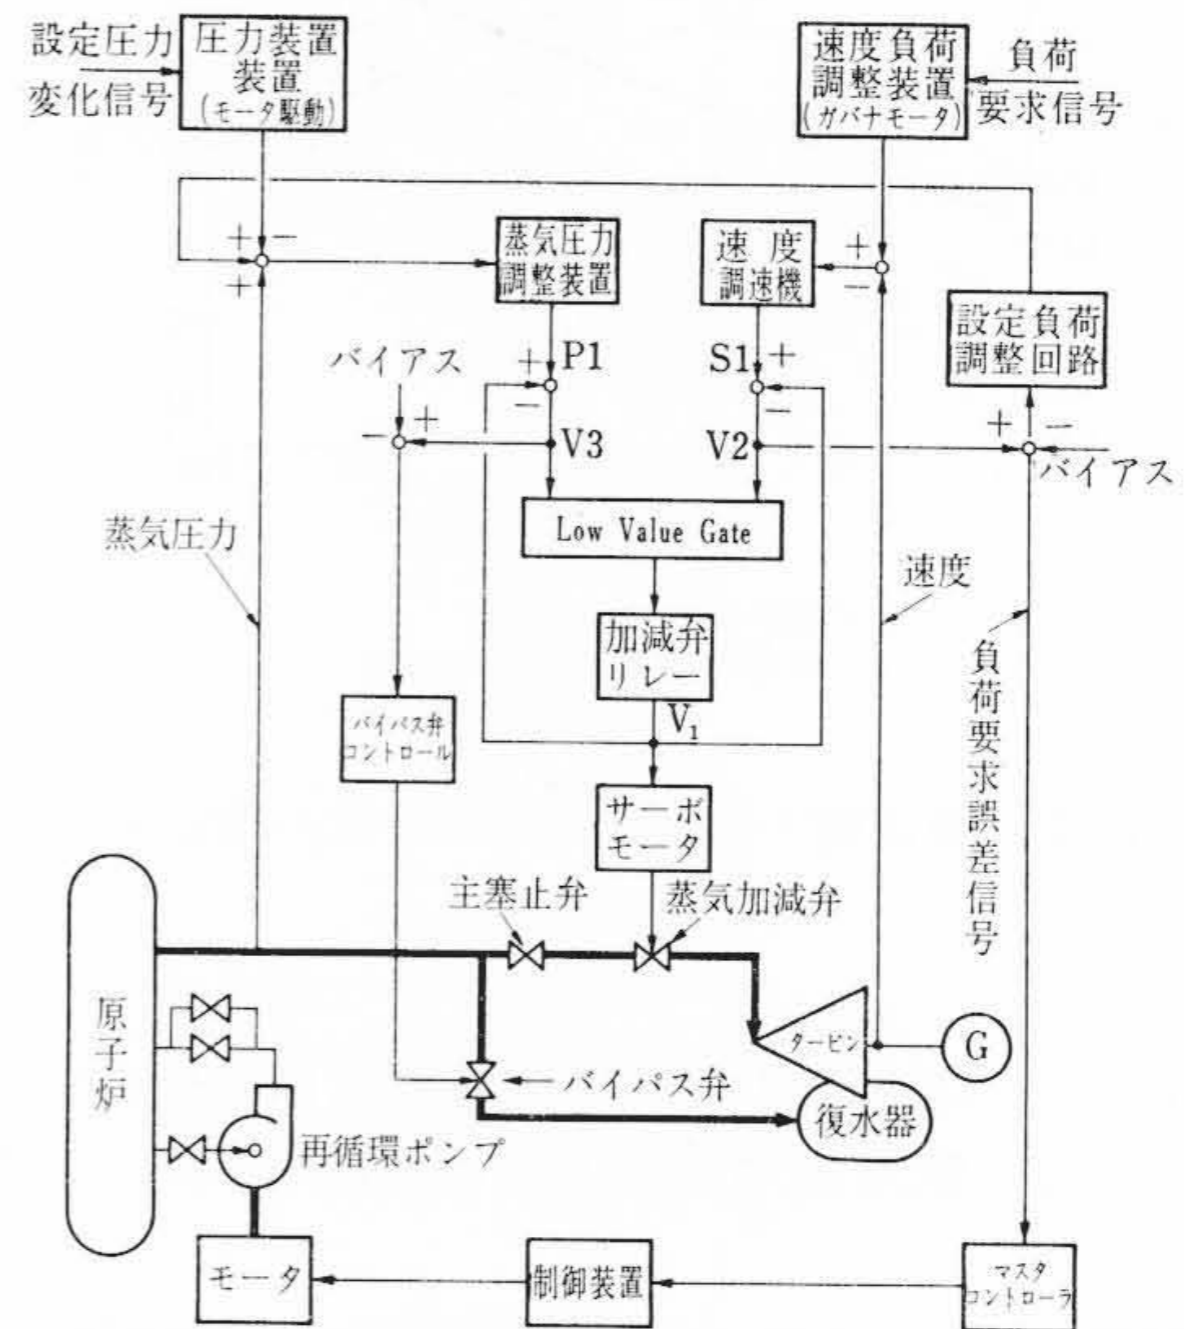 設定圧力
変化信号
圧力装置
装置
(モータ駆動)
速度負荷
調整装置
(ガバナモータ)
負荷
要求信号
+
−
+
蒸気圧力
調整装置
速度
調速機
+
−
設定負荷
調整回路
バイアス
+
−
P1
+
−
V3
S1
+
−
V2
+
−
バイアス
Low Value Gate
蒸気圧力
速度
加減弁
リレー
V₁
負荷要求誤差信号
バイパス弁
コントロール
サーボ
モータ
主塞止弁
蒸気加減弁
原子炉
タービン
G
バイパス弁
復水器
再循環ポンプ
モータ
制御装置
マスタ
コントローラ